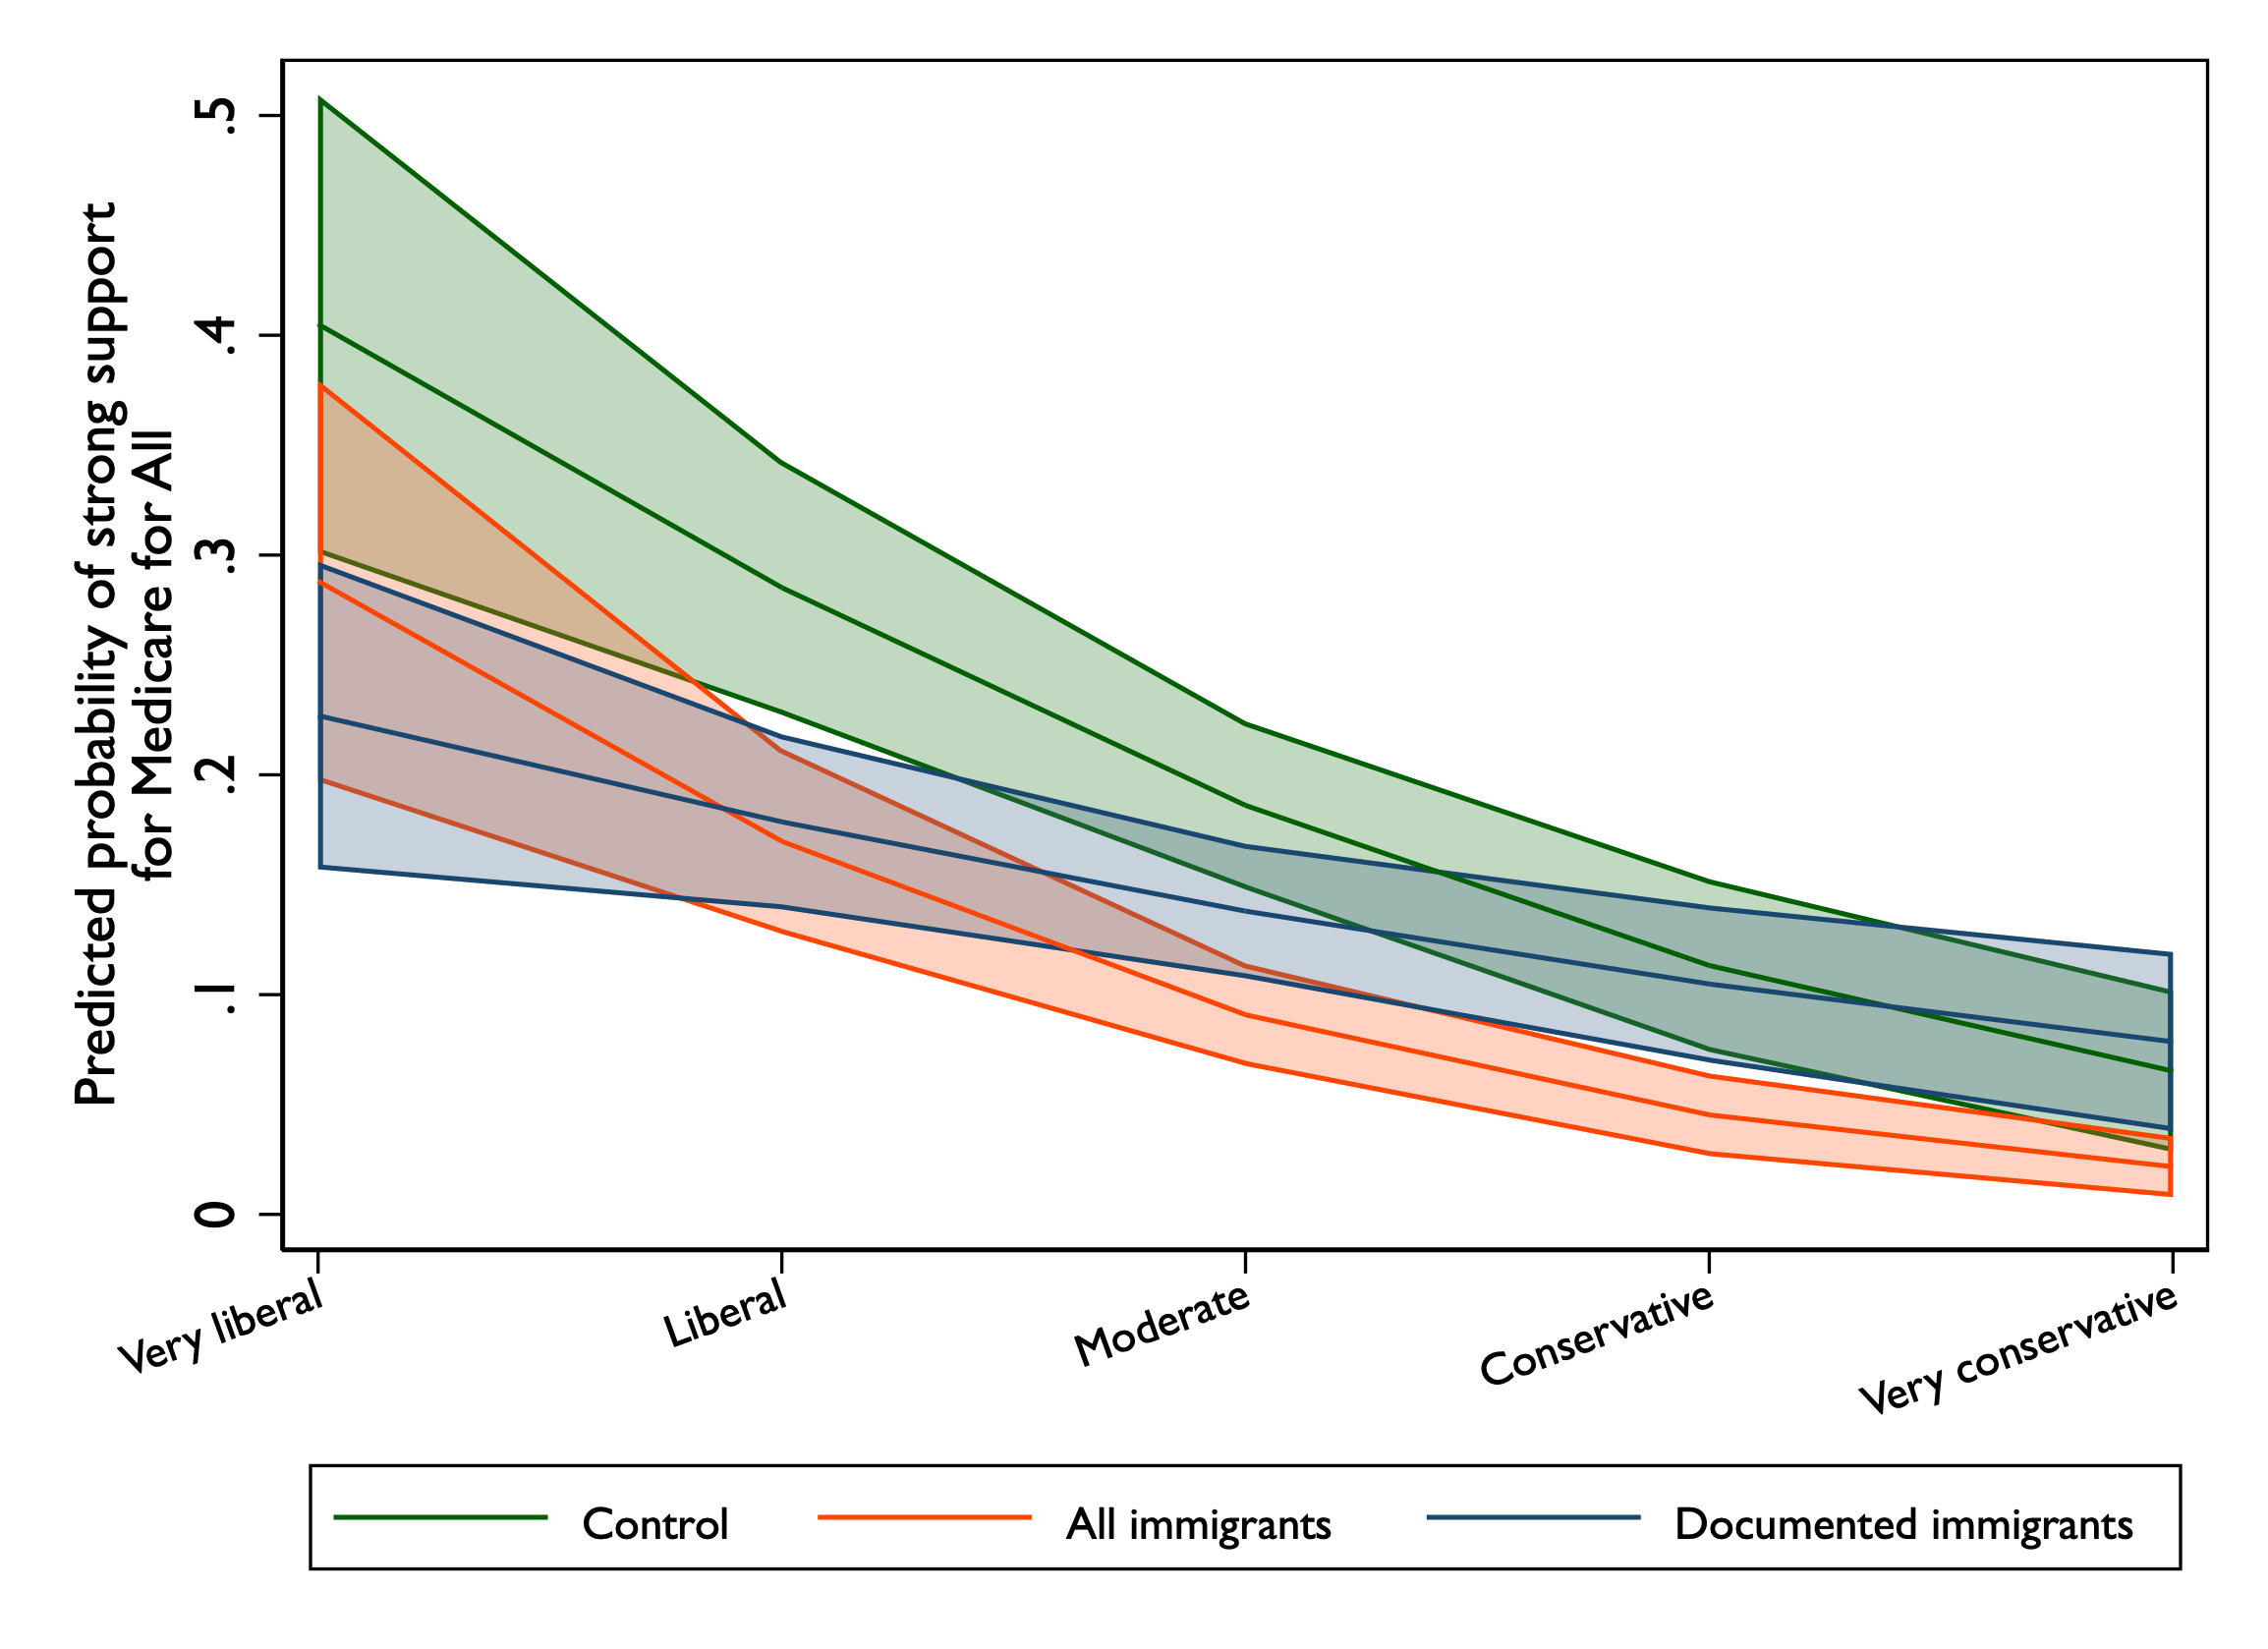 Predicted probability of strong support
for Medicare for All
.5
.4
.3
.2
.1
0
Very liberal
Liberal
Moderate
Conservative
Very conservative
Control
All immigrants
Documented immigrants